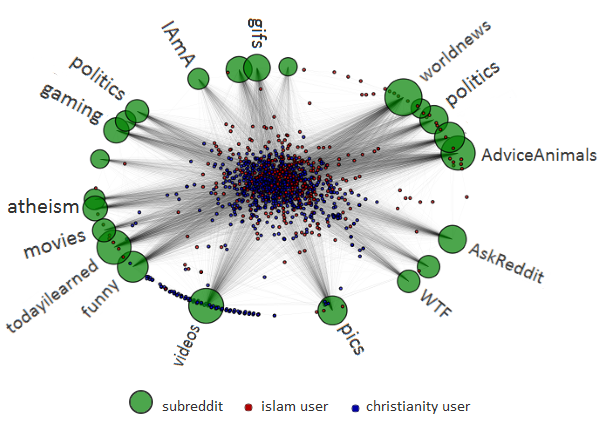 gifs
IAmA
worldnews
politics
politics
gaming
AdviceAnimals
atheism
movies
AskReddit
todayilearned
funny
WTF
videos
pics
subreddit
islam user
christianity user